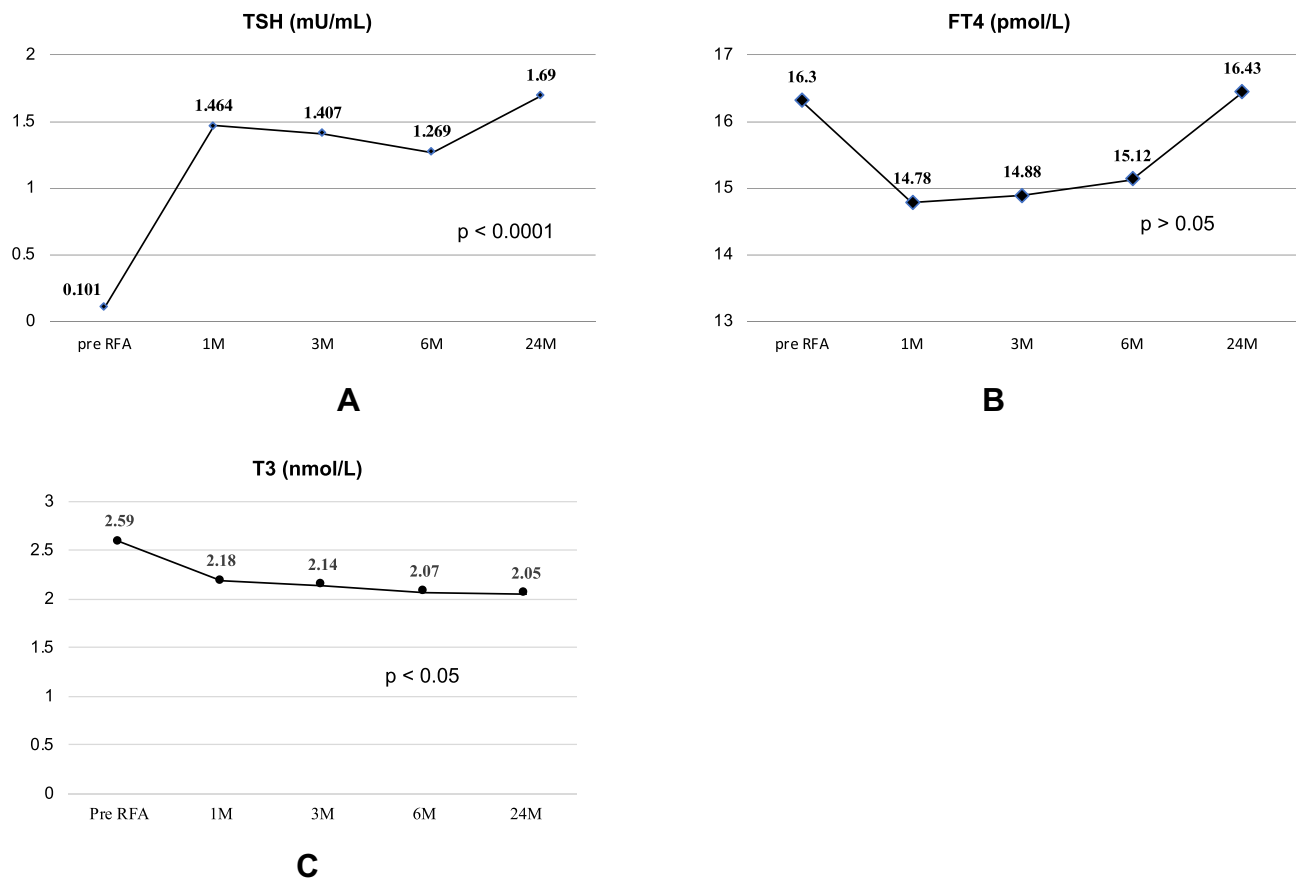 TSH (mU/mL)
2
1.5
1
0.5
0
0.101
1.464
1.407
1.269
1.69
p < 0.0001
pre RFA 1M 3M 6M 24M
A
FT4 (pmol/L)
17
16
15
14
13
16.3
14.78
14.88
15.12
16.43
p > 0.05
pre RFA 1M 3M 6M 24M
B
T3 (nmol/L)
3
2.5
2
1.5
1
0.5
0
2.59
2.18
2.14
2.07
2.05
p < 0.05
Pre RFA 1M 3M 6M 24M
C